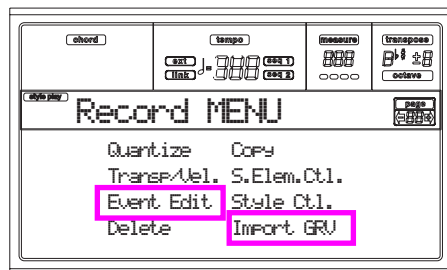 chord tempo measure transpose
ext seq 1
link seq 2
octave
style play
Record MENU page
Quantize Copy
Transp/Vel. S.Elem.Ctl.
Event Edit Style Ctl.
Delete Import GRV